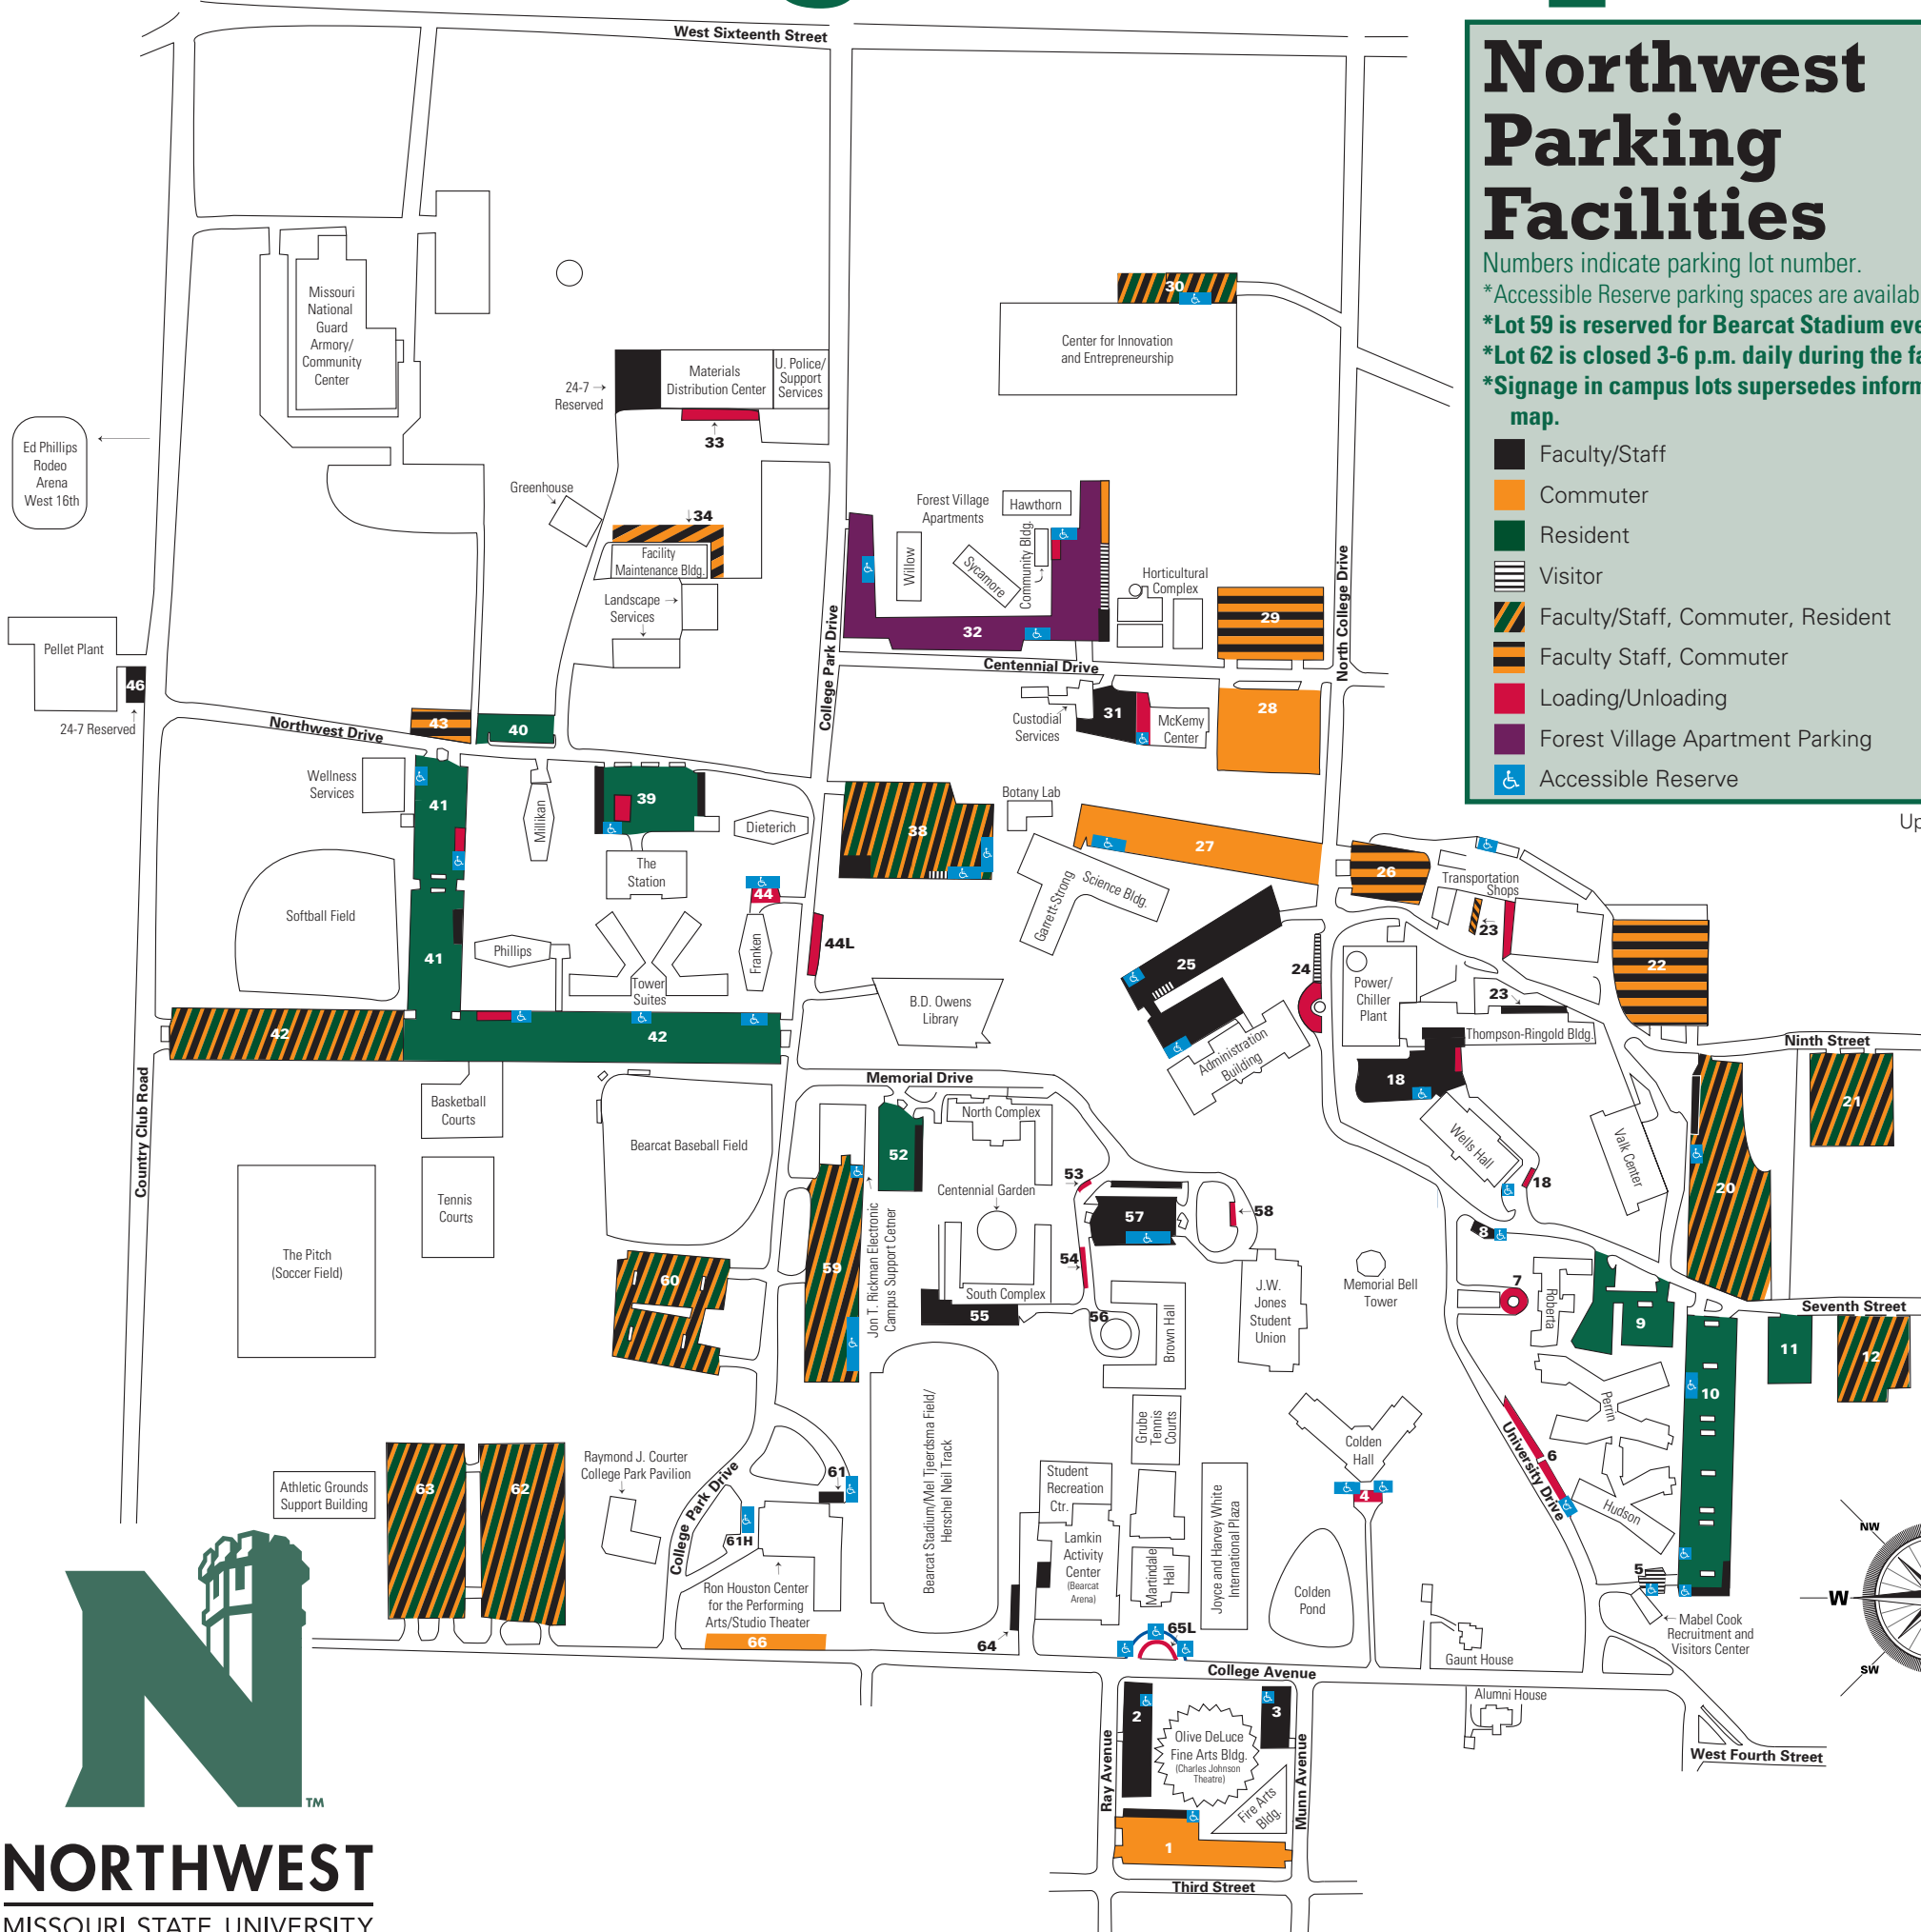 West Sixteenth Street
Northwest
Parking
Facilities
Numbers indicate parking lot number.
*Accessible Reserve parking spaces are availab
*Lot 59 is reserved for Bearcat Stadium eve
*Lot 62 is closed 3-6 p.m. daily during the fa
*Signage in campus lots supersedes inform
map.
Faculty/Staff
Commuter
Resident
Visitor
Faculty/Staff, Commuter, Resident
Faculty Staff, Commuter
Loading/Unloading
Forest Village Apartment Parking
Accessible Reserve
Up
Missouri
National
Guard
Armory/
Community
Center
Ed Phillips
Rodeo
Arena
West 16th
24-7
Reserved
Materials
Distribution Center
U. Police/
Support
Services
33
30
Center for Innovation
and Entrepreneurship
Greenhouse
34
Facility
Maintenance Bldg.
Landscape
Services
Forest Village
Apartments
Hawthorn
Willow
Sycamore
Community Bldg.
32
Horticultural
Complex
29
North College Drive
College Park Drive
Centennial Drive
Pellet Plant
46
24-7 Reserved
Northwest Drive
43
40
Custodial
Services
31
McKemy
Center
28
Wellness
Services
41
Millikan
39
Dieterich
The
Station
38
Botany Lab
27
Garrett-Strong
Science Bldg.
26
Transportation
Shops
23
22
Softball Field
41
Phillips
Tower
Suites
44
Franken
44L
B.D. Owens
Library
25
24
Power/
Chiller
Plant
23
Thompson-Ringold Bldg.
Administration
Building
18
Ninth Street
42
42
Country Club Road
Memorial Drive
Basketball
Courts
Bearcat Baseball Field
North Complex
52
Wells Hall
18
Valk Center
20
21
Tennis
Courts
The Pitch
(Soccer Field)
Centennial Garden
53
57
58
8
59
60
Jon T. Rickman Electronic
Campus Support Cetner
54
South Complex
55
56
Brown Hall
J.W.
Jones
Student
Union
Memorial Bell
Tower
7
Roberta
9
Seventh Street
10
11
12
Perrin
Bearcat Stadium/Mel Tjeerdsma Field/
Herschel Neil Track
Grube
Tennis
Courts
Colden
Hall
4
University Drive
6
Hudson
Athletic Grounds
Support Building
63
62
Raymond J. Courter
College Park Pavilion
College Park Drive
61
61H
Ron Houston Center
for the Performing
Arts/Studio Theater
66
Student
Recreation
Ctr.
Lamkin
Activity
Center
(Bearcat
Arena)
Martindale
Hall
Joyce and Harvey White
International Plaza
Colden
Pond
64
65L
5
Mabel Cook
Recruitment and
Visitors Center
NW
W
SW
Gaunt House
College Avenue
Alumni House
West Fourth Street
2
3
Olive DeLuce
Fine Arts Bldg.
(Charles Johnson
Theatre)
Fire Arts
Bldg.
Ray Avenue
Munn Avenue
1
Third Street
TM
NORTHWEST
MISSOURI STATE UNIVERSITY